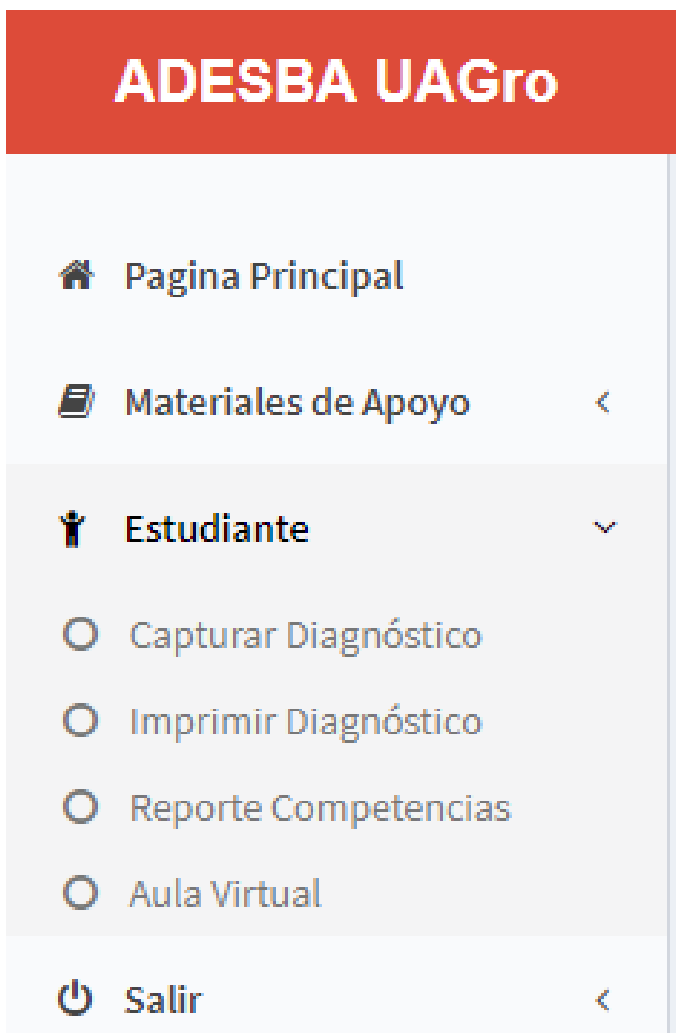 ADESBA UAGro
Pagina Principal
Materiales de Apoyo
Estudiante
Capturar Diagnóstico
Imprimir Diagnóstico
Reporte Competencias
Aula Virtual
Salir